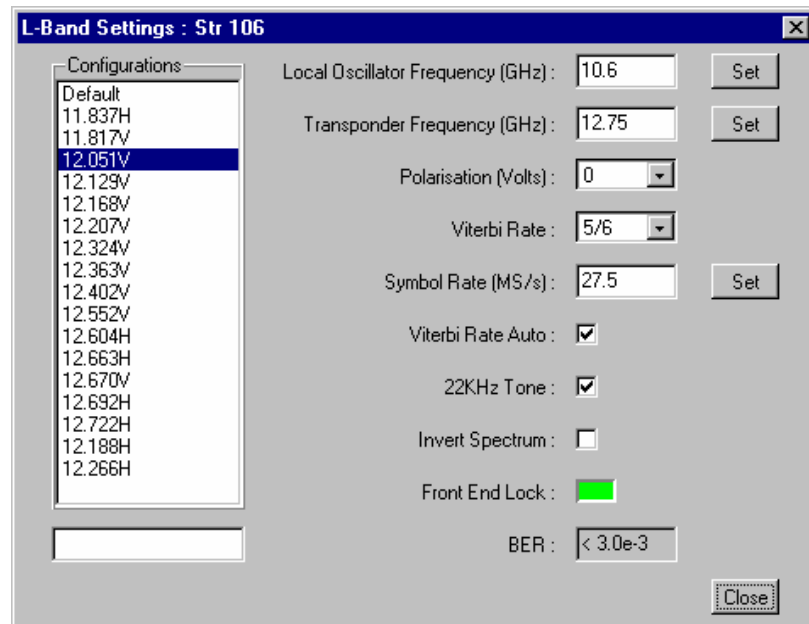 L-Band Settings : Str 106
Configurations
Default
11.837H
11.817V
12.051V
12.129V
12.168V
12.207V
12.324V
12.363V
12.402V
12.552V
12.604H
12.663H
12.670V
12.692H
12.722H
12.188H
12.266H
Local Oscillator Frequency (GHz) : 10.6 Set
Transponder Frequency (GHz) : 12.75 Set
Polarisation (Volts) : 0
Viterbi Rate : 5/6
Symbol Rate (MS/s) : 27.5 Set
Viterbi Rate Auto :
22KHz Tone :
Invert Spectrum :
Front End Lock :
BER : < 3.0e-3
Close